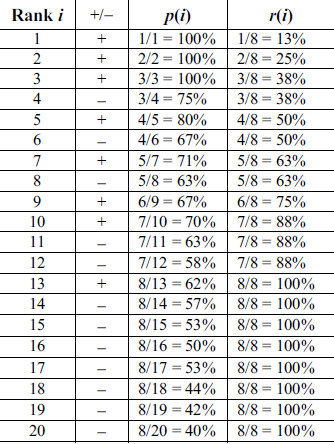 Rank i +/– p(i) r(i)
1 + 1/1 = 100% 1/8 = 13%
2 + 2/2 = 100% 2/8 = 25%
3 + 3/3 = 100% 3/8 = 38%
4 – 3/4 = 75% 3/8 = 38%
5 + 4/5 = 80% 4/8 = 50%
6 – 4/6 = 67% 4/8 = 50%
7 + 5/7 = 71% 5/8 = 63%
8 – 5/8 = 63% 5/8 = 63%
9 + 6/9 = 67% 6/8 = 75%
10 + 7/10 = 70% 7/8 = 88%
11 – 7/11 = 63% 7/8 = 88%
12 – 7/12 = 58% 7/8 = 88%
13 + 8/13 = 62% 8/8 = 100%
14 – 8/14 = 57% 8/8 = 100%
15 – 8/15 = 53% 8/8 = 100%
16 – 8/16 = 50% 8/8 = 100%
17 – 8/17 = 53% 8/8 = 100%
18 – 8/18 = 44% 8/8 = 100%
19 – 8/19 = 42% 8/8 = 100%
20 – 8/20 = 40% 8/8 = 100%